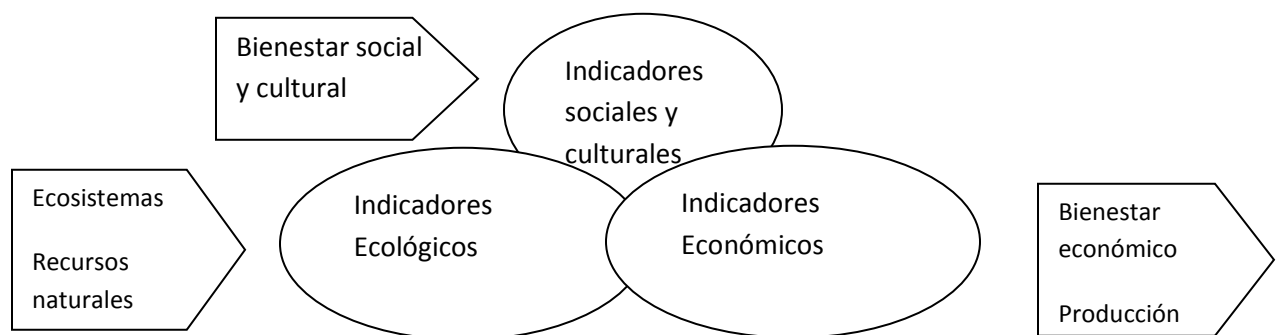 Bienestar social
y cultural
Indicadores
sociales y
culturales
Ecosistemas
Recursos
naturales
Indicadores
Ecológicos
Indicadores
Económicos
Bienestar
económico
Producción